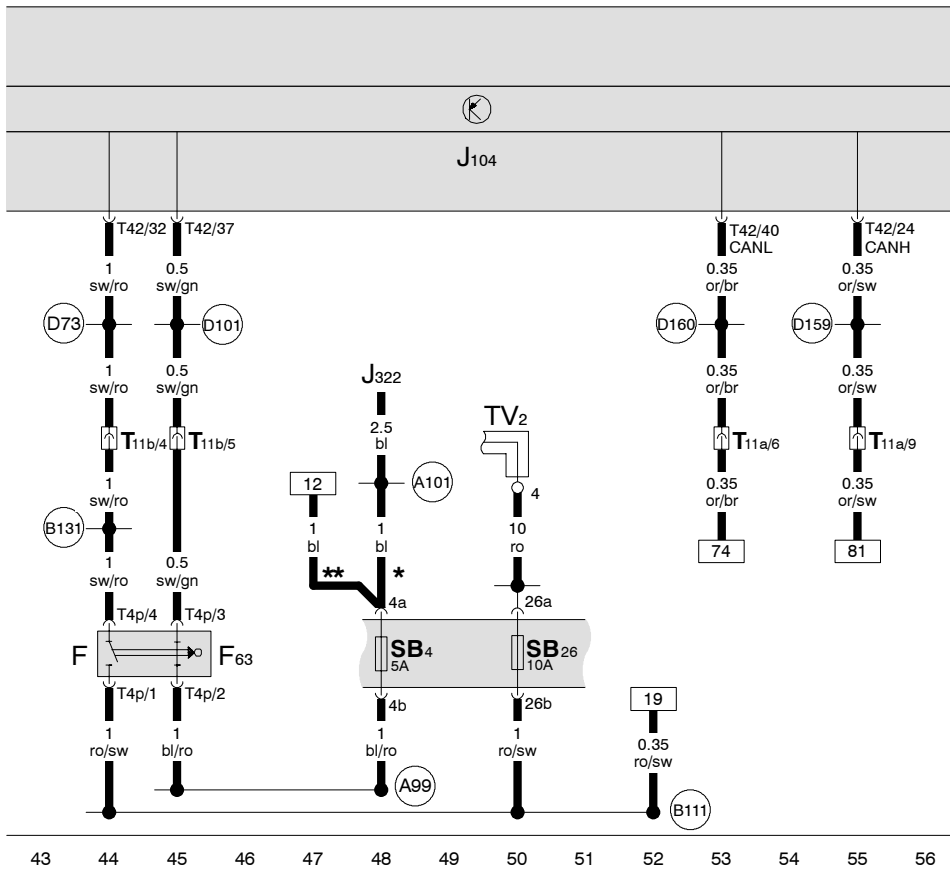 J104
T42/32 T42/37 T42/40 T42/24
CANL CANH
1 0.5 0.35 0.35
sw/ro sw/gn or/br or/sw
D73 D101 D160 D159
1 0.5 0.35 0.35
sw/ro sw/gn or/br or/sw
J322
2.5
bl
TV2
T11b/4 T11b/5 T11a/6 T11a/9
12 A101 4
1 0.35 0.35
sw/ro or/br or/sw
B131
1 1 10
bl bl ro
74 81
1 0.5
sw/ro sw/gn
** *
4a 26a
T4p/4 T4p/3
F F63
SB4 SB26
5A 10A
T4p/1 T4p/2
4b 26b
19
1 1 1 1 0.35
ro/sw bl/ro bl/ro ro/sw ro/sw
A99
B111
43 44 45 46 47 48 49 50 51 52 53 54 55 56